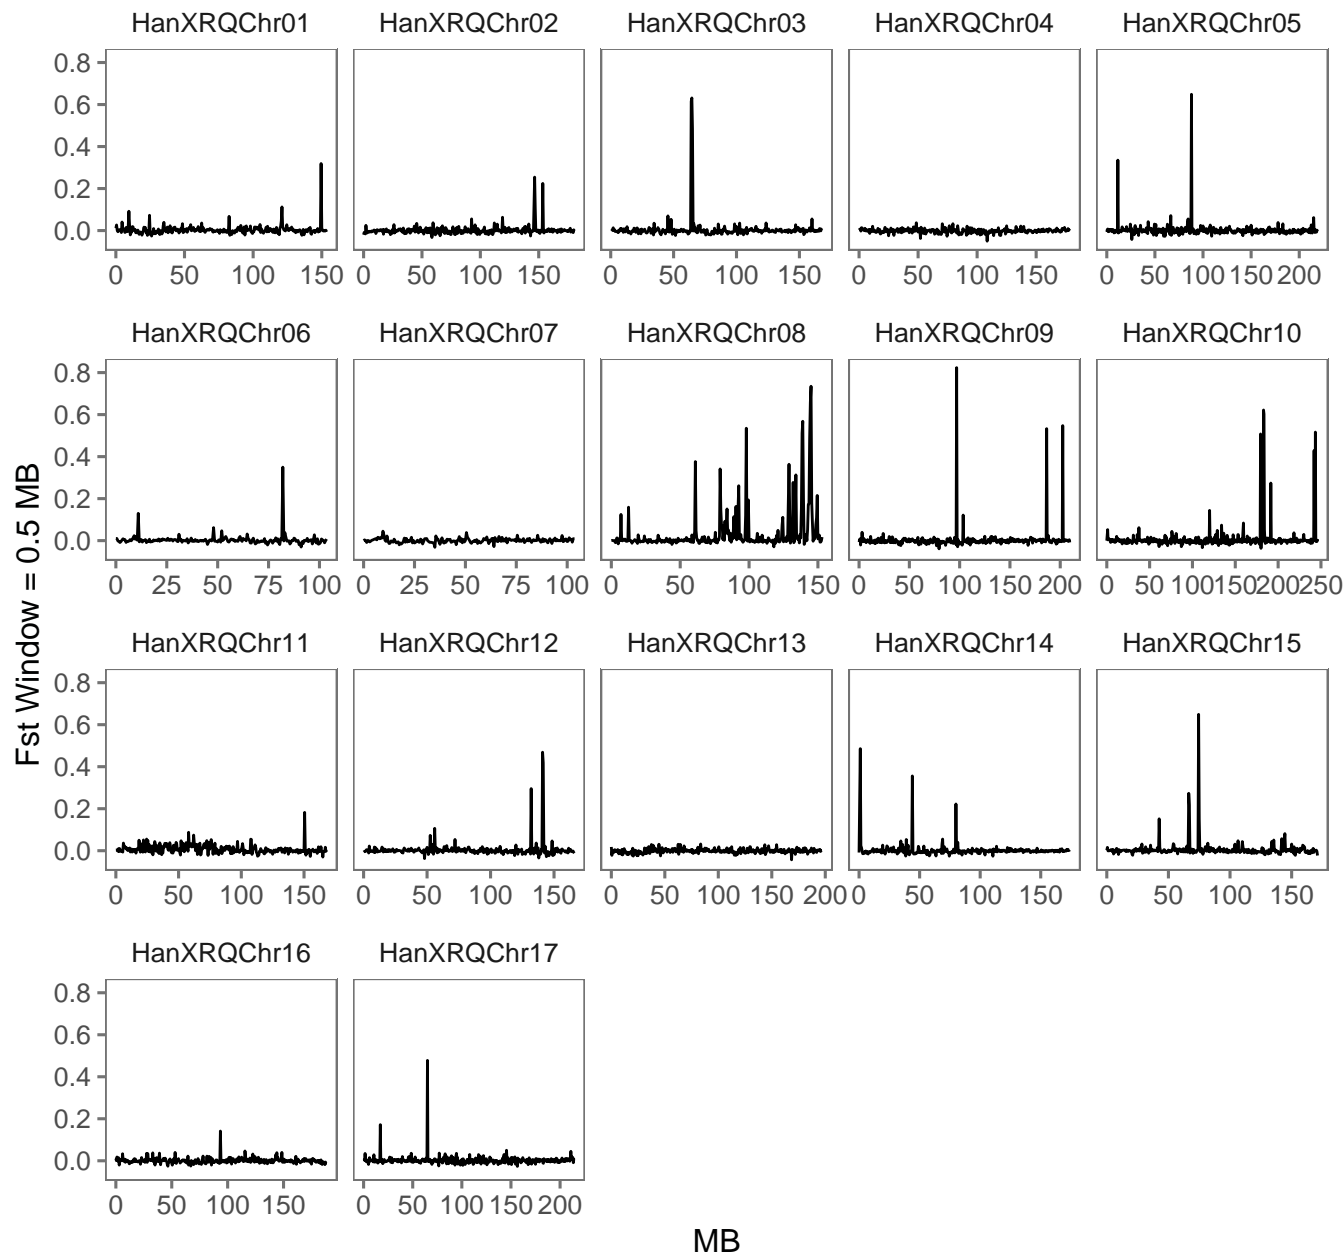 HanXRQChr01 HanXRQChr02 HanXRQChr03 HanXRQChr04 HanXRQChr05
0.8
0.6
0.4
0.2
0.0
0 50 100 150 0 50 100 150 0 50 100 150 0 50 100 150 0 50 100 150 200
HanXRQChr06 HanXRQChr07 HanXRQChr08 HanXRQChr09 HanXRQChr10
0.8
0.6
0.4
0.2
0.0
0 25 50 75 100 0 25 50 75 100 0 50 100 150 0 50 100 150 200 0 50 100 150 200 250
Fst Window = 0.5 MB
HanXRQChr11 HanXRQChr12 HanXRQChr13 HanXRQChr14 HanXRQChr15
0.8
0.6
0.4
0.2
0.0
0 50 100 150 0 50 100 150 0 50 100 150 200 0 50 100 150 0 50 100 150
HanXRQChr16 HanXRQChr17
0.8
0.6
0.4
0.2
0.0
0 50 100 150 0 50 100 150 200
MB